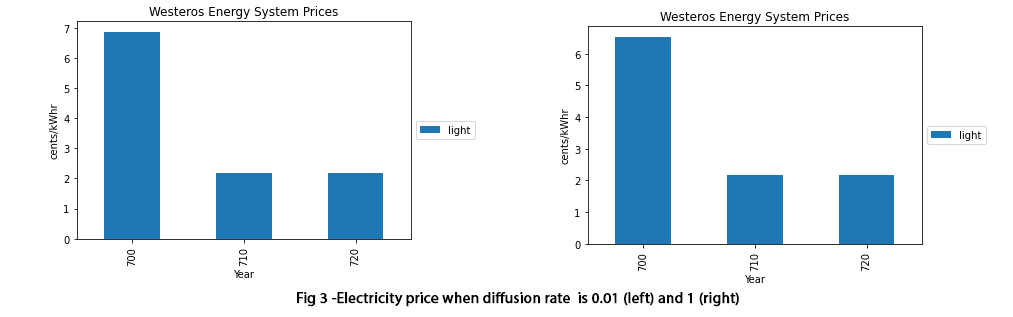 Westeros Energy System Prices
7
6
5
4
3
2
1
0
cents/kWhr
700
710
720
Year
light
Westeros Energy System Prices
6
5
4
3
2
1
0
cents/kWhr
700
710
720
Year
light
Fig 3 -Electricity price when diffusion rate is 0.01 (left) and 1 (right)